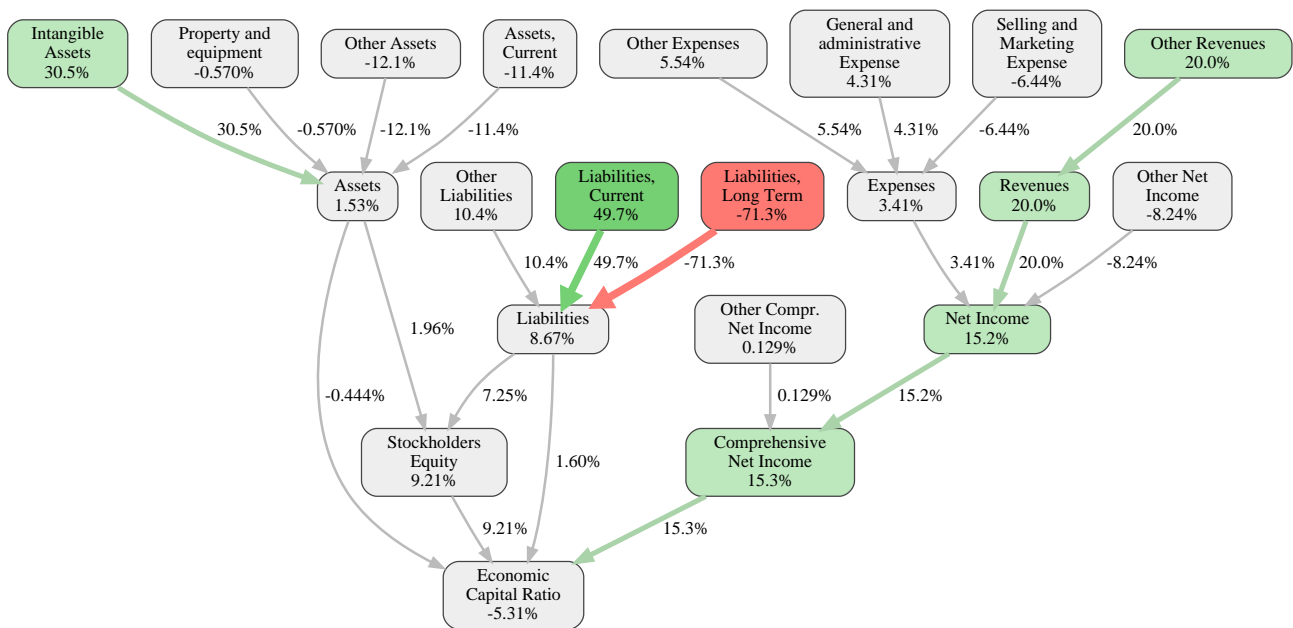 Intangible
Assets
30.5%
Property and
equipment
-0.570%
Other Assets
-12.1%
Assets,
Current
-11.4%
Other Expenses
5.54%
General and
administrative
Expense
4.31%
Selling and
Marketing
Expense
-6.44%
Other Revenues
20.0%
30.5%
-0.570%
-12.1%
-11.4%
5.54%
4.31%
-6.44%
20.0%
Assets
1.53%
Other
Liabilities
10.4%
Liabilities,
Current
49.7%
Liabilities,
Long Term
-71.3%
Expenses
3.41%
Revenues
20.0%
Other Net
Income
-8.24%
10.4%
49.7%
-71.3%
3.41%
20.0%
-8.24%
1.96%
Liabilities
8.67%
Other Compr.
Net Income
0.129%
Net Income
15.2%
-0.444%
7.25%
0.129%
15.2%
Stockholders
Equity
9.21%
1.60%
Comprehensive
Net Income
15.3%
9.21%
15.3%
Economic
Capital Ratio
-5.31%